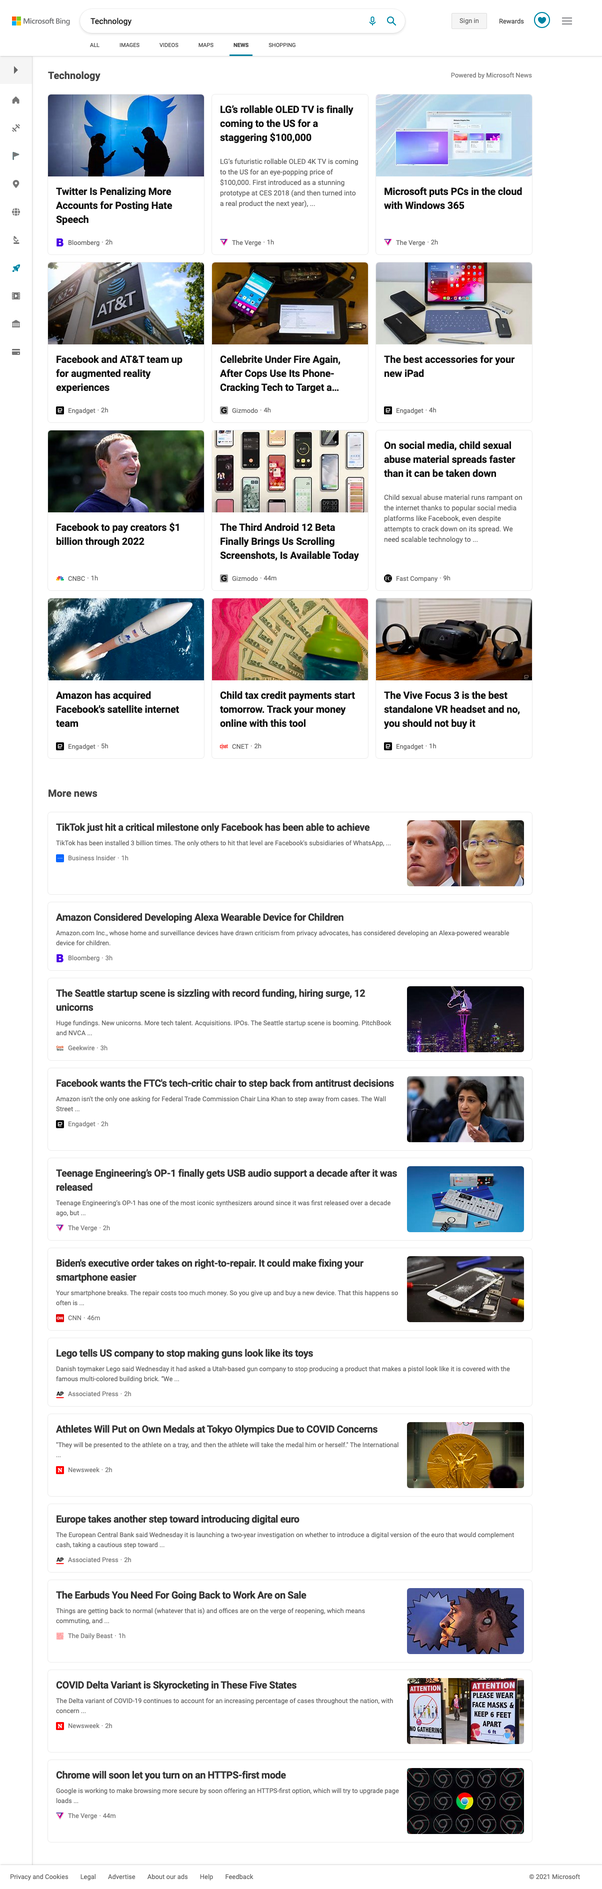 Microsoft Bing
Technology
Sign in
Rewards
ALL
IMAGES
VIDEOS
MAPS
NEWS
SHOPPING
Technology
Powered by Microsoft News
Twitter Is Penalizing More
Accounts for Posting Hate
Speech
Bloomberg · 2h
LG's rollable OLED TV is finally
coming to the US for a
staggering $100,000
LG's futuristic rollable OLED 4K TV is coming
to the US for an eye-popping price of
$100,000. First introduced as a stunning
prototype at CES 2018 (and then turned into
a real product the next year), ...
The Verge · 1h
Microsoft puts PCs in the cloud
with Windows 365
The Verge · 2h
AT&T
Facebook and AT&T team up
for augmented reality
experiences
Engadget · 2h
Cellebrite Under Fire Again,
After Cops Use Its Phone-
Cracking Tech to Target a...
Gizmodo · 4h
The best accessories for your
new iPad
Engadget · 4h
Facebook to pay creators $1
billion through 2022
CNBC · 1h
The Third Android 12 Beta
Finally Brings Us Scrolling
Screenshots, Is Available Today
Gizmodo · 44m
On social media, child sexual
abuse material spreads faster
than it can be taken down
Child sexual abuse material runs rampant on
the internet thanks to popular social media
platforms like Facebook, even despite
attempts to crack down on its spread. We
need scalable technology to ...
Fast Company · 9h
Amazon has acquired
Facebook's satellite internet
team
Engadget · 5h
Child tax credit payments start
tomorrow. Track your money
online with this tool
CNET · 2h
The Vive Focus 3 is the best
standalone VR headset and no,
you should not buy it
Engadget · 1h
More news
TikTok just hit a critical milestone only Facebook has been able to achieve
TikTok has been installed 3 billion times. The only others to hit that level are Facebook's subsidiaries of WhatsApp, ...
Business Insider · 1h
Amazon Considered Developing Alexa Wearable Device for Children
Amazon.com Inc., whose home and surveillance devices have drawn criticism from privacy advocates, has considered developing an Alexa-powered wearable
device for children.
Bloomberg · 3h
The Seattle startup scene is sizzling with record funding, hiring surge, 12
unicorns
Huge fundings. New unicorns. More tech talent. Acquisitions. IPOs. The Seattle startup scene is booming. PitchBook
and NVCA ...
Geekwire · 3h
Facebook wants the FTC's tech-critic chair to step back from antitrust decisions
Amazon isn't the only one asking for Federal Trade Commission Chair Lina Khan to step away from cases. The Wall
Street ...
Engadget · 2h
Teenage Engineering's OP-1 finally gets USB audio support a decade after it was
released
Teenage Engineering's OP-1 has one of the most iconic synthesizers around since it was first released over a decade
ago, but ...
The Verge · 2h
Biden's executive order takes on right-to-repair. It could make fixing your
smartphone easier
Your smartphone breaks. The repair costs too much money. So you give up and buy a new device. That this happens so
often is ...
CNN · 46m
Lego tells US company to stop making guns look like its toys
Danish toymaker Lego said Wednesday it had asked a Utah-based gun company to stop producing a product that makes a pistol look like it is covered with the
famous multi-colored building brick. "We ...
AP Associated Press · 2h
Athletes Will Put on Own Medals at Tokyo Olympics Due to COVID Concerns
"They will be presented to the athlete on a tray, and then the athlete will take the medal him or herself." The International
...
N Newsweek · 2h
Europe takes another step toward introducing digital euro
The European Central Bank said Wednesday it is launching a two-year investigation on whether to introduce a digital version of the euro that would complement
cash, taking a cautious step toward ...
AP Associated Press · 2h
The Earbuds You Need For Going Back to Work Are on Sale
Things are getting back to normal (whatever that is) and offices are on the verge of reopening, which means
commuting, and ...
The Daily Beast · 1h
COVID Delta Variant is Skyrocketing in These Five States
The Delta variant of COVID-19 continues to account for an increasing percentage of cases throughout the nation, with
concern ...
N Newsweek · 2h
ATTENTION
NO GATHERING
ATTENTION
PLEASE WEAR
FACE MASKS &
KEEP 6 FEET
APART
6 ft
Chrome will soon let you turn on an HTTPS-first mode
Google is working to make browsing more secure by soon offering an HTTPS-first option, which will try to upgrade page
loads ...
The Verge · 44m
Privacy and Cookies
Legal
Advertise
About our ads
Help
Feedback
© 2021 Microsoft